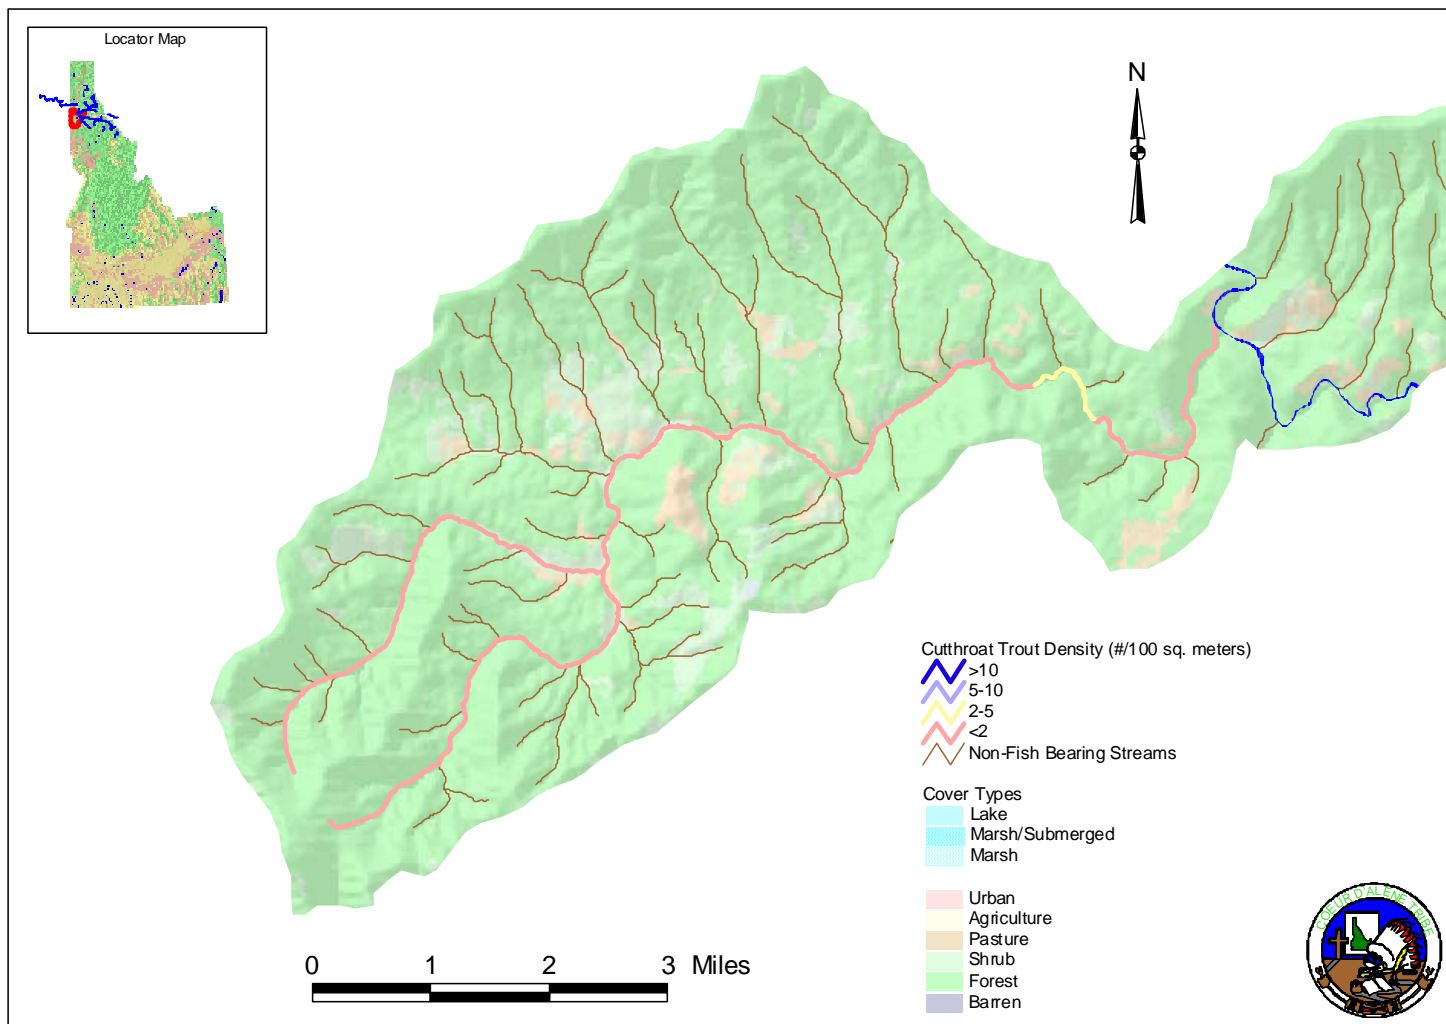 Locator Map
N
Cutthroat Trout Density (#/100 sq. meters)
>10
5-10
2-5
<2
Non-Fish Bearing Streams
Cover Types
Lake
Marsh/Submerged
Marsh
Urban
Agriculture
Pasture
Shrub
Forest
Barren
0 1 2 3 Miles
COEUR D'ALENE TRIBE